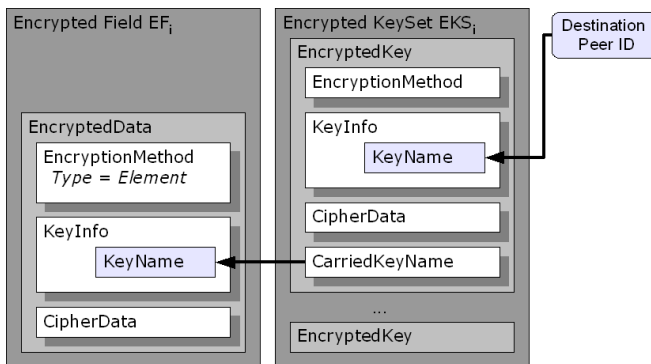 Encrypted Field EFi
EncryptedData
EncryptionMethod
Type = Element
KeyInfo
KeyName
CipherData
Encrypted KeySet EKSi
EncryptedKey
EncryptionMethod
KeyInfo
KeyName
CipherData
CarriedKeyName
...
EncryptedKey
Destination
Peer ID